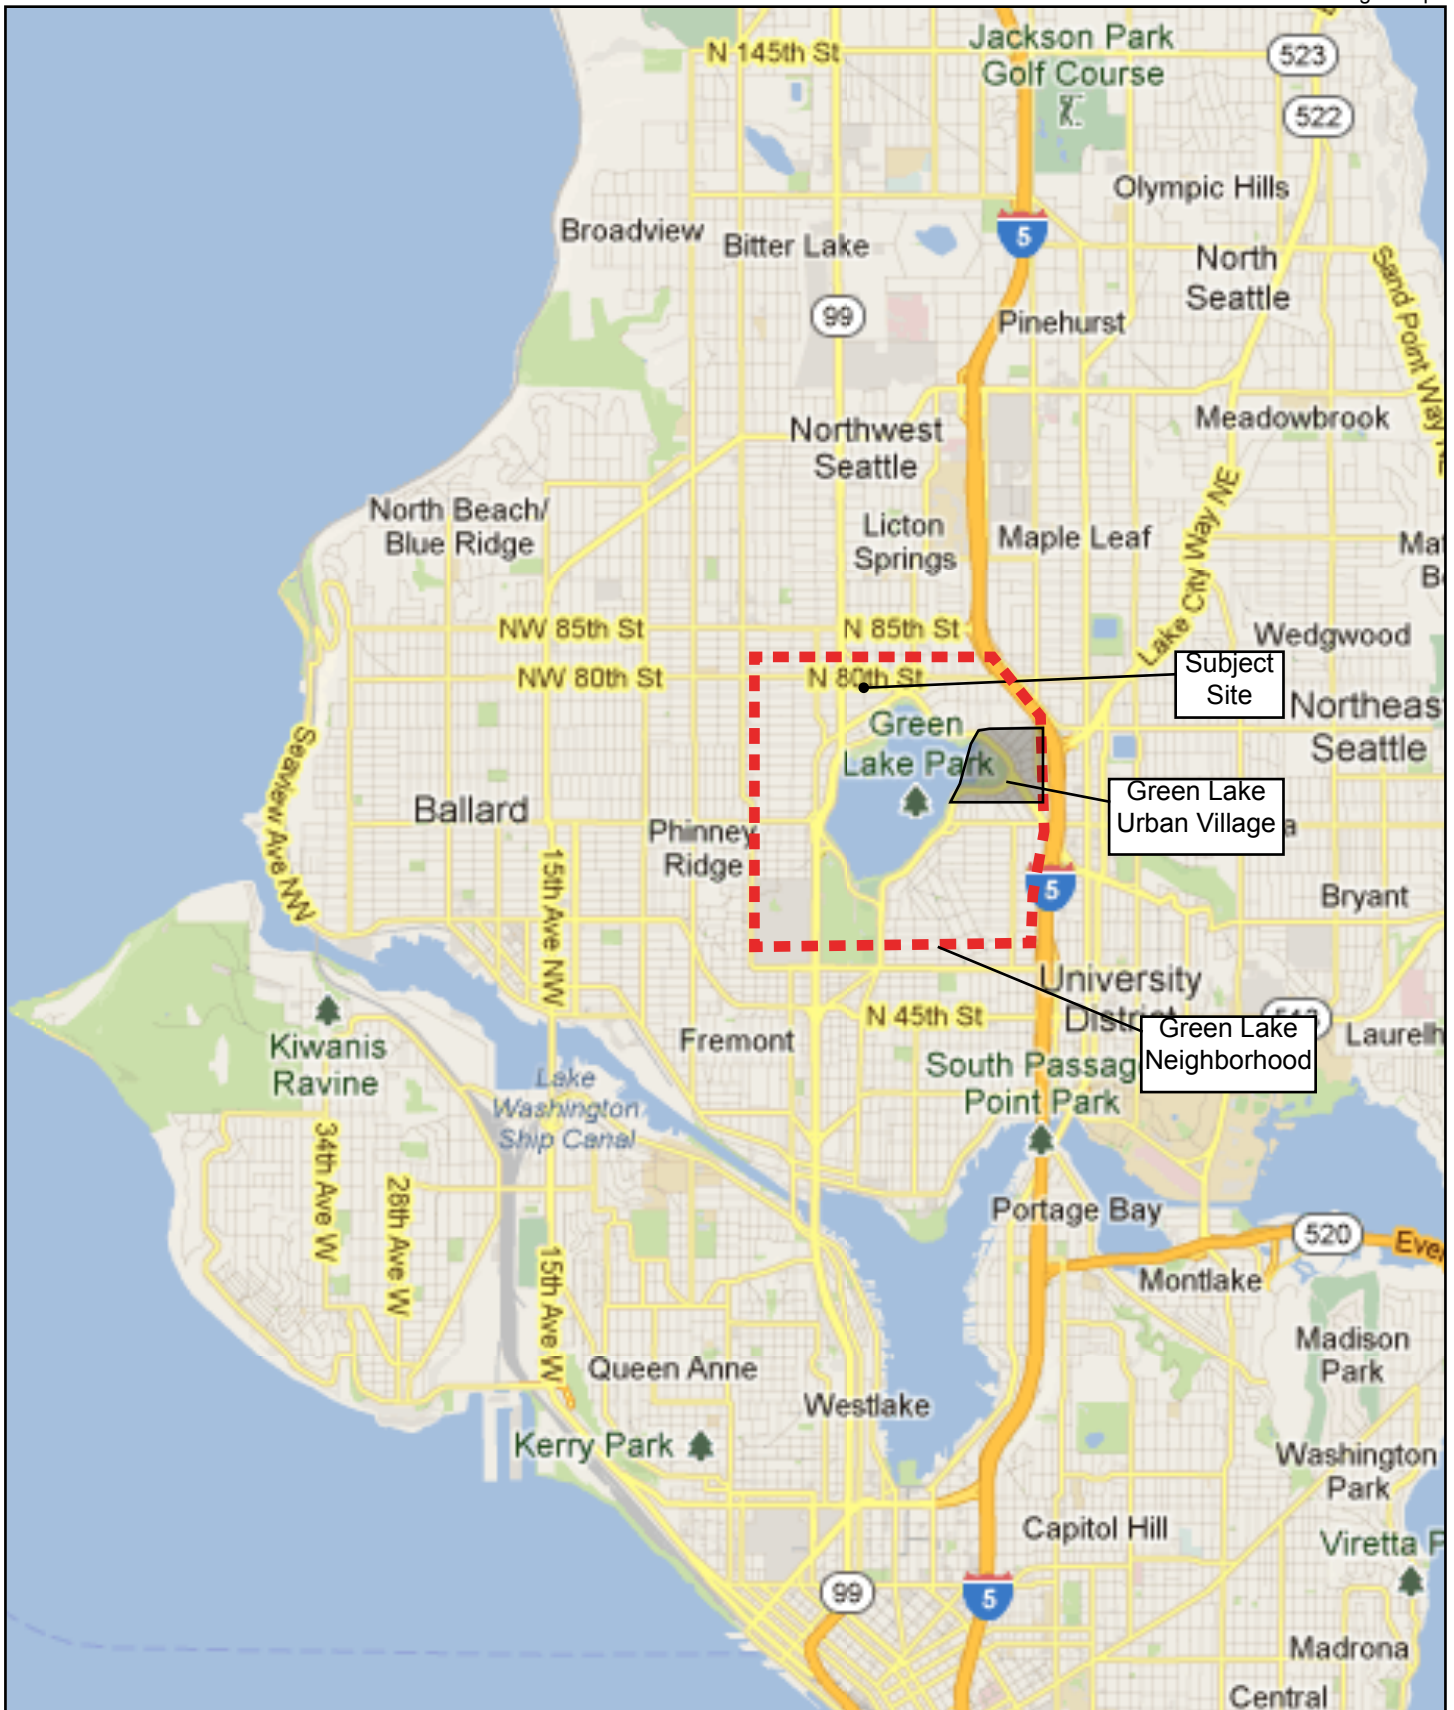 N 145th St
Jackson Park
Golf Course
523
522
Olympic Hills
Broadview
Bitter Lake
5
North
Seattle
Sand Point Way
99
Pinehurst
Northwest
Seattle
Meadowbrook
North Beach/
Blue Ridge
Licton
Springs
Maple Leaf
Lake City Way NE
NW 85th St
N 85th St
Wedgwood
NW 80th St
N 80th St
Subject
Site
Green
Lake Park
Northeas
Seattle
Seaview Ave NW
Ballard
Green Lake
Urban Village
Phinney
Ridge
15th Ave NW
5
Bryant
University
District
Kiwanis
Ravine
Fremont
N 45th St
Green Lake
Neighborhood
Laurelh
South Passag
Point Park
Lake
Washington
Ship Canal
34th Ave W
28th Ave W
15th Ave W
Portage Bay
520
Ever
Montlake
Madison
Park
Queen Anne
Westlake
Kerry Park
Washington
Park
Capitol Hill
Viretta P
99
5
Madrona
Central